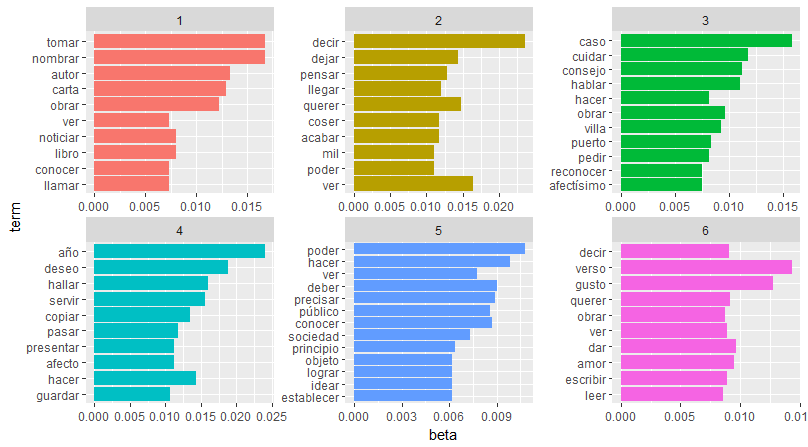 1
tomar
nombrar
autor
carta
obrar
ver
noticiar
libro
conocer
llamar
0.000 0.005 0.010 0.015
2
decir
dejar
pensar
llegar
querer
coser
acabar
mil
poder
ver
0.000 0.005 0.010 0.015 0.020
3
caso
cuidar
consejo
hablar
hacer
obrar
villa
puerto
pedir
reconocer
afectísimo
0.000 0.005 0.010 0.015
term
4
año
deseo
hallar
servir
copiar
pasar
presentar
afecto
hacer
guardar
0.000 0.005 0.010 0.015 0.020 0.025
5
poder
hacer
ver
deber
precisar
público
conocer
sociedad
principio
objeto
lograr
idear
establecer
0.000 0.003 0.006 0.009
6
decir
verso
gusto
querer
obrar
ver
dar
amor
escribir
leer
0.000 0.005 0.010 0.01
beta